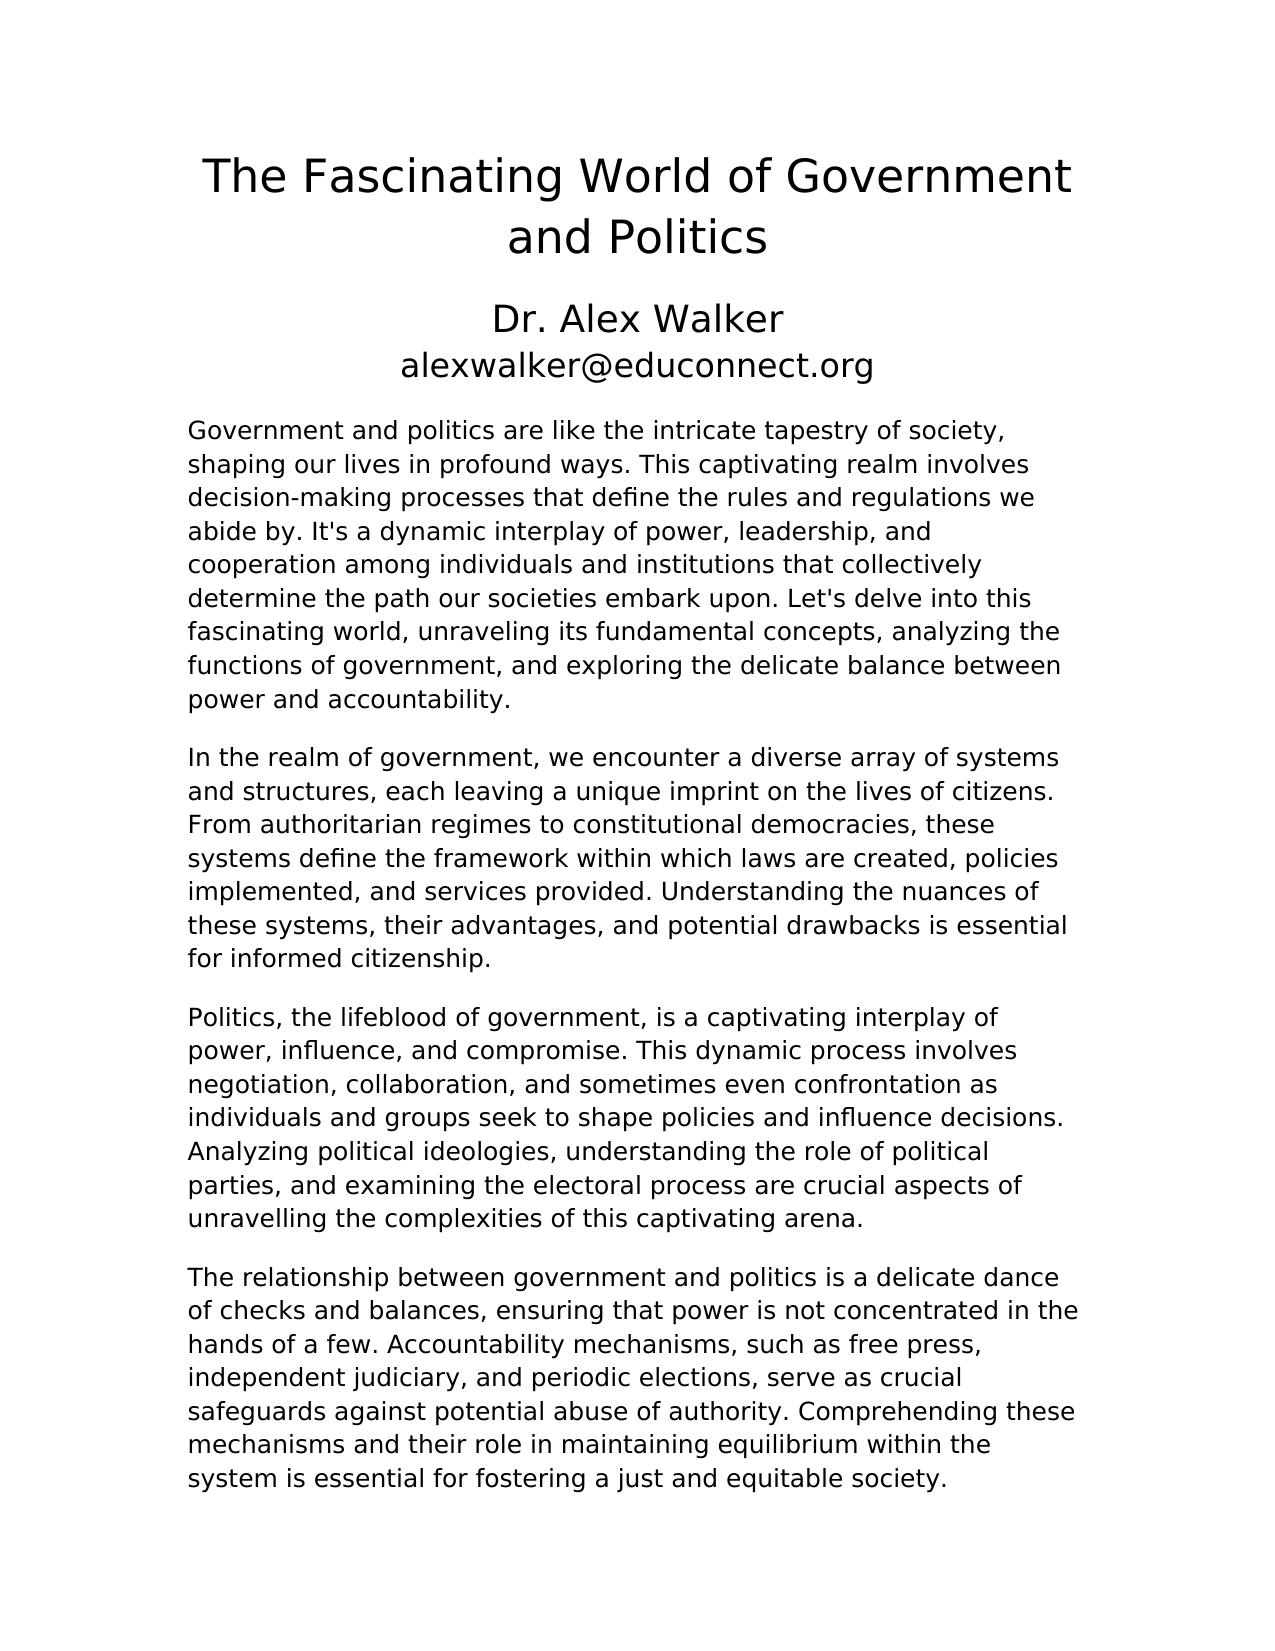 The Fascinating World of Government
and Politics
Dr. Alex Walker
alexwalker@educonnect.org
Government and politics are like the intricate tapestry of society,
shaping our lives in profound ways. This captivating realm involves
decision-making processes that define the rules and regulations we
abide by. It's a dynamic interplay of power, leadership, and
cooperation among individuals and institutions that collectively
determine the path our societies embark upon. Let's delve into this
fascinating world, unraveling its fundamental concepts, analyzing the
functions of government, and exploring the delicate balance between
power and accountability.
In the realm of government, we encounter a diverse array of systems
and structures, each leaving a unique imprint on the lives of citizens.
From authoritarian regimes to constitutional democracies, these
systems define the framework within which laws are created, policies
implemented, and services provided. Understanding the nuances of
these systems, their advantages, and potential drawbacks is essential
for informed citizenship.
Politics, the lifeblood of government, is a captivating interplay of
power, influence, and compromise. This dynamic process involves
negotiation, collaboration, and sometimes even confrontation as
individuals and groups seek to shape policies and influence decisions.
Analyzing political ideologies, understanding the role of political
parties, and examining the electoral process are crucial aspects of
unravelling the complexities of this captivating arena.
The relationship between government and politics is a delicate dance
of checks and balances, ensuring that power is not concentrated in the
hands of a few. Accountability mechanisms, such as free press,
independent judiciary, and periodic elections, serve as crucial
safeguards against potential abuse of authority. Comprehending these
mechanisms and their role in maintaining equilibrium within the
system is essential for fostering a just and equitable society.